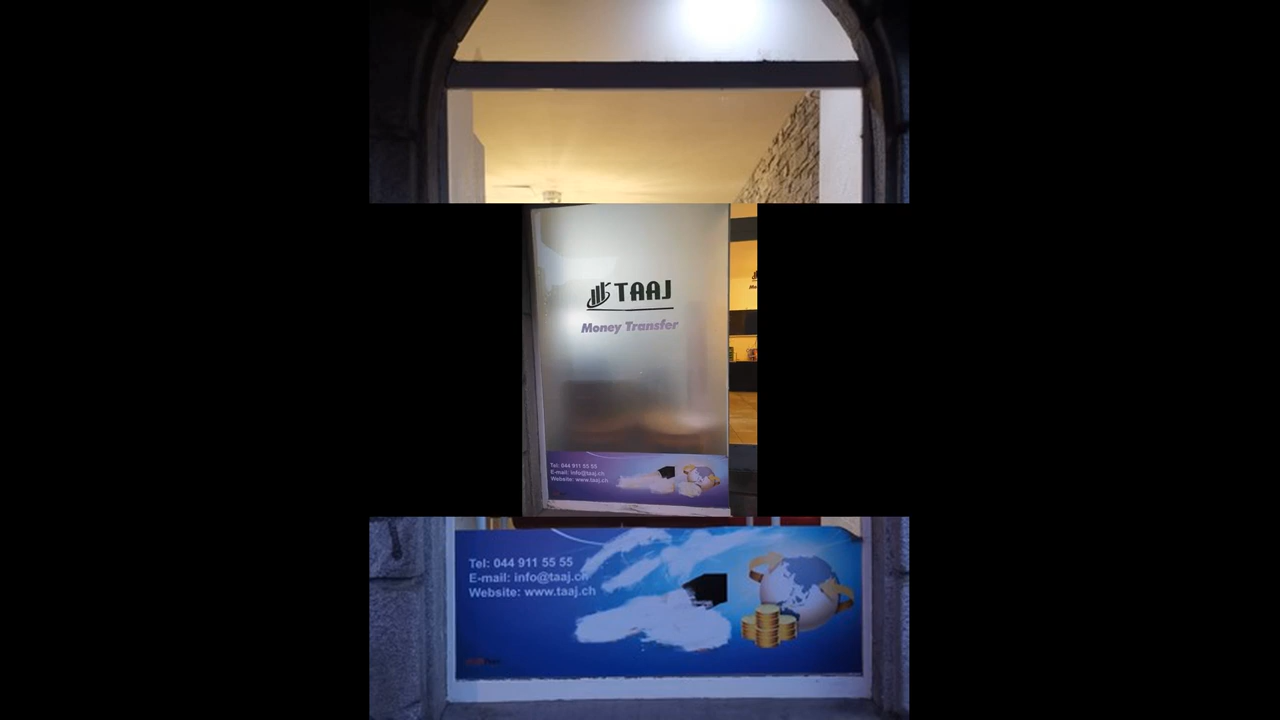 TAAJ
Money Transfer
Tel: 044 911 55 55
E-mail: info@taaj.ch
Website: www.taaj.ch
Tel: 044 911 55 55
E-mail: info@taaj.ch
Website: www.taaj.ch